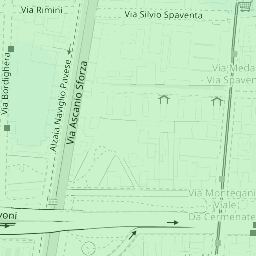 Via Rimini
Via Silvio Spaventa
Via Bordighera
Alzaia Naviglio Pavese
Via Ascanio Sforza
Via Meda
- Via Spaven
Via Montegani
Viale
Da Cermenate
voni